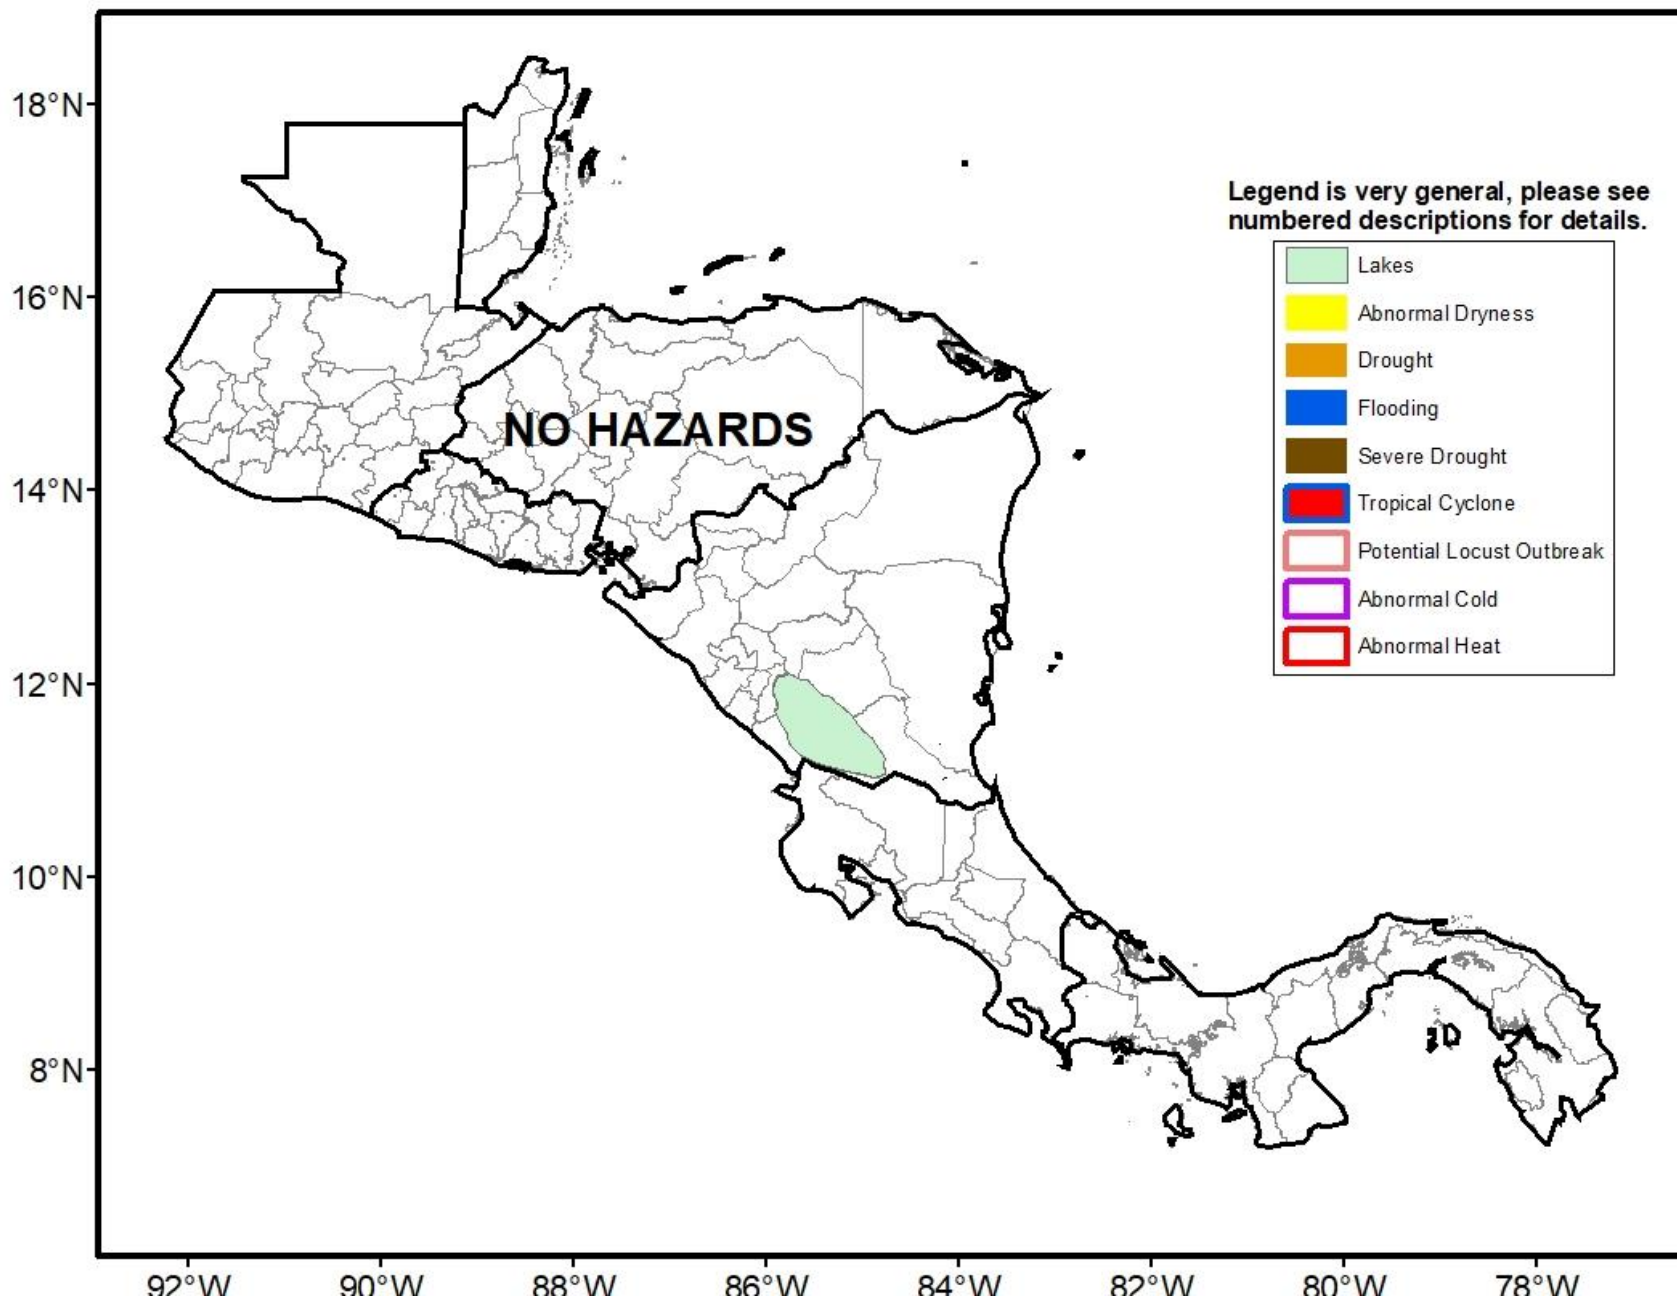 18°N
16°N
14°N
12°N
10°N
8°N
NO HAZARDS
Legend is very general, please see
numbered descriptions for details.
Lakes
Abnormal Dryness
Drought
Flooding
Severe Drought
Tropical Cyclone
Potential Locust Outbreak
Abnormal Cold
Abnormal Heat
92°W 90°W 88°W 86°W 84°W 82°W 80°W 78°W